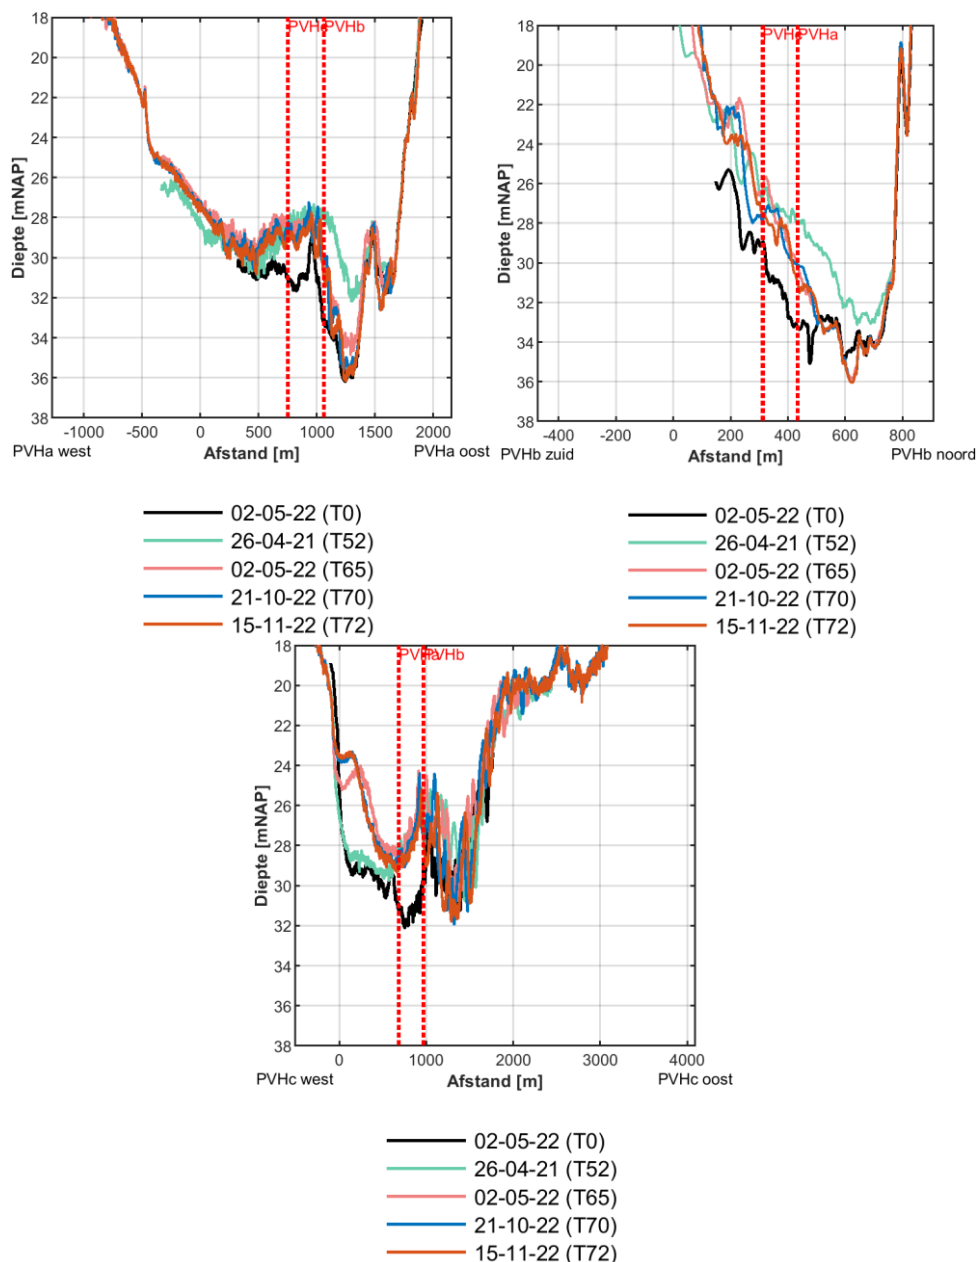 18
20
22
24
26
28
30
32
34
36
38
Diepte [mNAP]
PVH
PVHb
-1000
-500
0
500
1000
1500
2000
PVHa west
Afstand [m]
PVHa oost
18
20
22
24
26
28
30
32
34
36
38
Diepte [mNAP]
PVH
PVHa
-400
-200
0
200
400
600
800
PVHb zuid
Afstand [m]
PVHb noord
02-05-22 (T0)
26-04-21 (T52)
02-05-22 (T65)
21-10-22 (T70)
15-11-22 (T72)
02-05-22 (T0)
26-04-21 (T52)
02-05-22 (T65)
21-10-22 (T70)
15-11-22 (T72)
18
20
22
24
26
28
30
32
34
36
38
Diepte [mNAP]
PVHa
PVHb
0
1000
2000
3000
4000
PVHc west
Afstand [m]
PVHc oost
02-05-22 (T0)
26-04-21 (T52)
02-05-22 (T65)
21-10-22 (T70)
15-11-22 (T72)